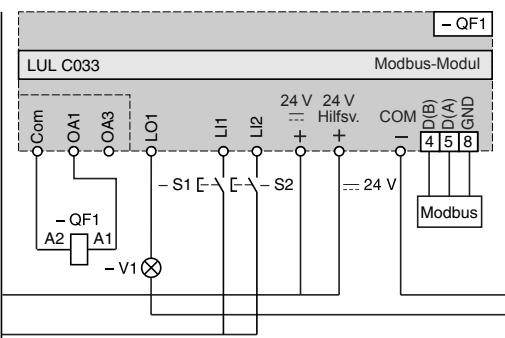 – QF1
LUL C033 Modbus-Modul
24 V 24 V
Hilfsv.
Com OA1 OA3 LO1 LI1 LI2 + + COM – D(B) D(A) GND
4 5 8
– S1 – S2 24 V
Modbus
– QF1
A2 A1
– V1